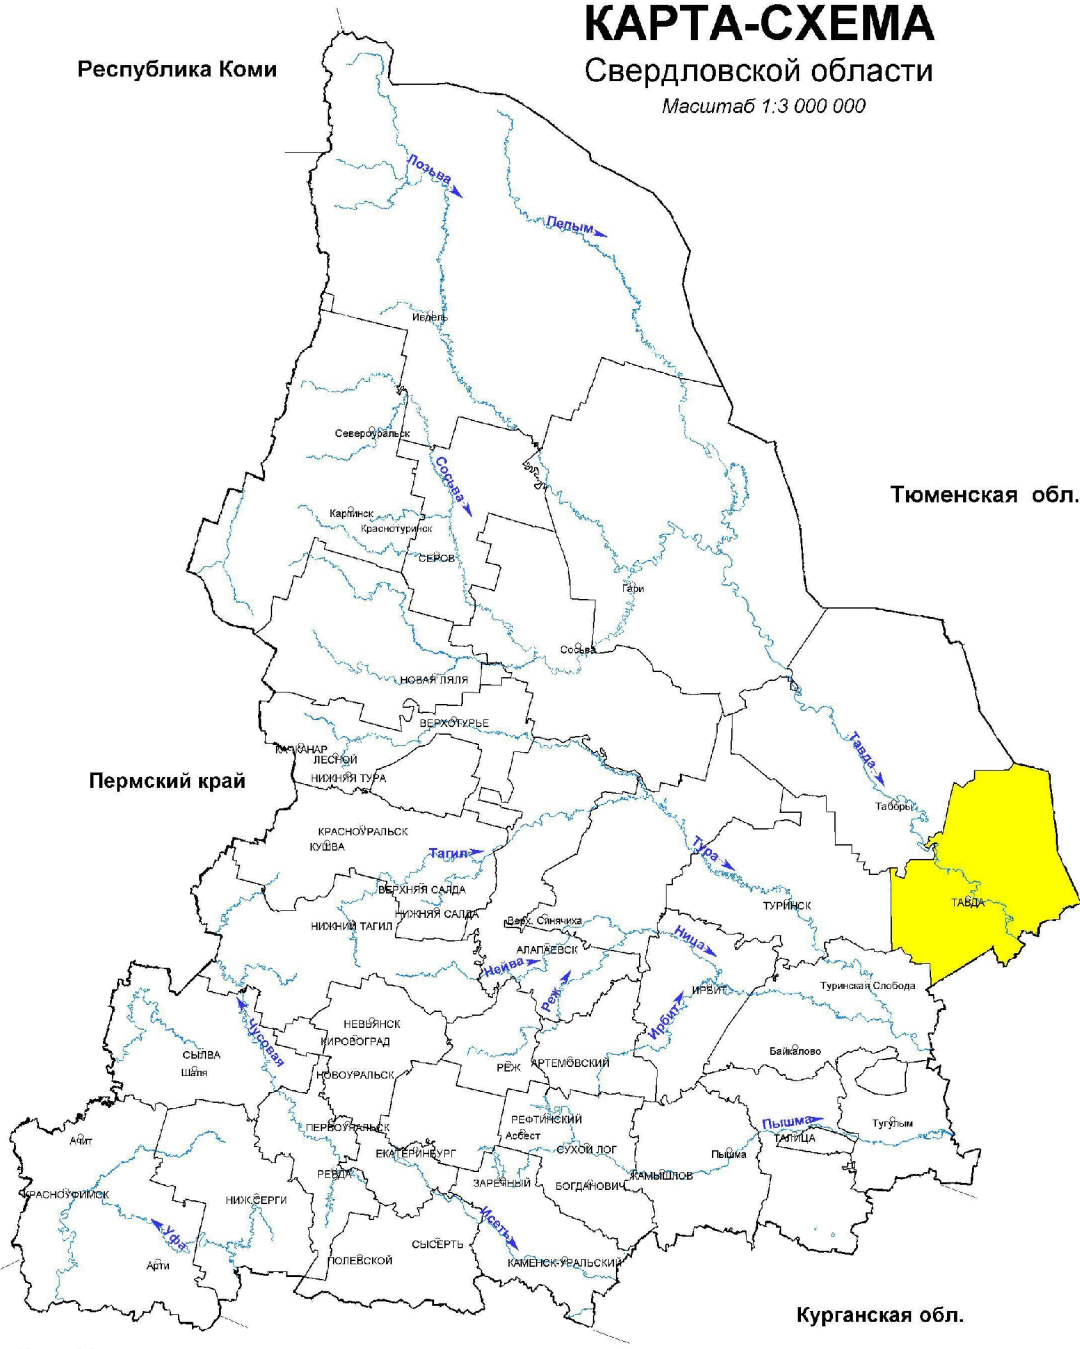 КАРТА-СХЕМА
Свердловской области
Масштаб 1:3 000 000
Республика Коми
Лозьва
Пелым
Ивдель
Североуральск
Сосьва
Тюменская обл.
Карпинск
Краснотуринск
СЕРОВ
Гари
Сосьва
НОВАЯ ЛЯЛЯ
ВЕРХОТУРЬЕ
КАЧКАНАР
ЛЕСНОЙ
НИЖНЯЯ ТУРА
Пермский край
Тавда
Таборы
КРАСНОУРАЛЬСК
КУШВА
Тагил
Тура
ВЕРХНЯЯ САЛДА
НИЖНЯЯ САЛДА
НИЖНИЙ ТАГИЛ
Верх. Синячиха
ТУРИНСК
ТАВДА
АЛАПАЕВСК
Ница
Нейва
Реж
ИРБИТ
Туринская Слобода
Ирбит
Чусовая
НЕВЬЯНСК
КИРОВОГРАД
СЫЛВА
Шаля
НОВОУРАЛЬСК
РЕЖ
АРТЕМОВСКИЙ
Байкалово
ПЕРВОУРАЛЬСК
РЕФТИНСКИЙ
Асбест
Пышма
Тугулым
ТАЛИЦА
Ачит
ЕКАТЕРИНБУРГ
СУХОЙ ЛОГ
Пышма
РЕВДА
ЗАРЕЧНЫЙ
БОГДАНОВИЧ
КАМЫШЛОВ
КРАСНОУФИМСК
НИЖ.СЕРГИ
Уфа
Исеть
СЫСЕРТЬ
Арти
ПОЛЕВСКОЙ
КАМЕНСК-УРАЛЬСКИЙ
Курганская обл.